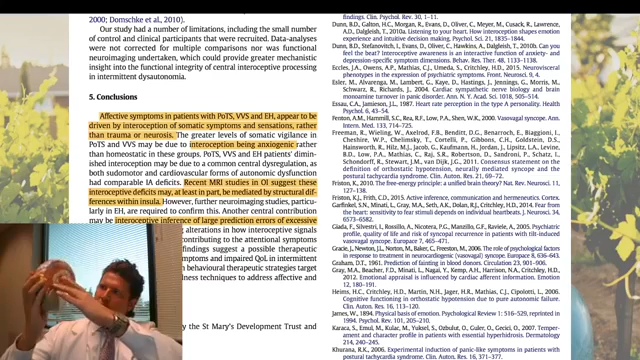 2000; Domschke et al., 2010).
Our study had a number of limitations, including the small number
of control and clinical participants that were recruited. Data-analyses
were not corrected for multiple comparisons nor was functional
neuroimaging undertaken, which could provide greater mechanistic
insight into the functional integrity of central interoceptive processing
in intermittent dysautonomia.
5. Conclusions
Affective symptoms in patients with PoTS, VVS and EH, appear to be
driven by interoception of somatic symptoms and sensations, rather
than trauma or neurosis. The greater levels of somatic vigilance in
PoTS and VVS may be due to interoception being anxiogenic rather
than homeostatic in these groups. PoTS, VVS and EH patients' dimin-
ished interoception may be due to a common central dysregulation, as
both sudomotor and cardiovascular forms of autonomic dysfunction
had comparable IA deficits. Recent MRI studies in OI suggest these
interoceptive deficits may, at least in part, be mediated by structural dif-
ferences within insula. However, further neuroimaging studies, particu-
larly in EH, are required to confirm this. Another central contribution
may be interoceptive inference of large prediction errors of excessive
alterations in how interoceptive signals
contributing to the attentional symptoms
findings suggest a possible therapeutic
symptoms and impaired QoL in intermittent
behavioural therapeutic strategies target
ness techniques to address affective and
y the St Mary's Development Trust and
findings. Clin. Psychol. Rev. 30, 1–11.
Dunn, B.D., Galton, H.C., Morgan, R., Evans, D., Oliver, C., Meyer, M., Cusack, R., Lawrence,
A.D., Dalgleish, T., 2010a. Listening to your heart. How interoception shapes emotion
experience and intuitive decision making. Psychol. Sci. 21, 1835–1844.
Dunn, B.D., Stefanovitch, I., Evans, D., Oliver, C., Hawkins, A., Dalgleish, T., 2010b. Can you
feel the beat? Interoceptive awareness is an interactive function of anxiety- and
depression-specific symptom dimensions. Behav. Res. Ther. 48, 1133–1138.
Eccles, J.A., Owens, A.P., Mathias, C.J., Umeda, S., Critchley, H.D., 2015. Neurovisceral
phenotypes in the expression of psychiatric symptoms. Front. Neurosci. 9, 4.
Esler, M., Alvarenga, M., Lambert, G., Kaye, D., Hastings, J., Jennings, G., Morris, M.,
Schwarz, R., Richards, J., 2004. Cardiac sympathetic nerve biology and brain
monoamine turnover in panic disorder. Ann. N. Y. Acad. Sci. 1018, 505–514.
Essau, C.A., Jamieson, J.L., 1987. Heart rate perception in the type A personality. Health
Psychol. 6, 43–54.
Fenton, A.M., Hammill, S.C., Rea, R.F., Low, P.A., Shen, W.K., 2000. Vasovagal syncope. Ann.
Intern. Med. 133, 714–725.
Freeman, R., Wieling, W., Axelrod, F.B., Benditt, D.G., Benarroch, E., Biaggioni, I.,
Cheshire, W.P., Chelimsky, T., Cortelli, P., Gibbons, C.H., Goldstein, D.S.,
Hainsworth, R., Hilz, M.J., Jacob, G., Kaufmann, H., Jordan, J., Lipsitz, L.A., Levine,
B.D., Low, P.A., Mathias, C., Raj, S.R., Robertson, D., Sandroni, P., Schatz, I.,
Schondorff, R., Stewart, J.M., van Dijk, J.G., 2011. Consensus statement on the
definition of orthostatic hypotension, neurally mediated syncope and the
postural tachycardia syndrome. Clin. Auton. Res. 21, 69–72.
Friston, K., 2010. The free-energy principle: a unified brain theory? Nat. Rev. Neurosci. 11,
127–138.
Friston, K.J., Frith, C.D., 2015. Active inference, communication and hermeneutics. Cortex.
Garfinkel, S.N., Minati, L., Gray, M.A., Seth, A.K., Dolan, R.J., Critchley, H.D., 2014. Fear from
the heart: sensitivity to fear stimuli depends on individual heartbeats. J. Neurosci. 34,
6573–6582.
Giada, F., Silvestri, I., Rossillo, A., Nicotera, P.G., Manzillo, G.F., Raviele, A., 2005. Psychiatric
profile, quality of life and risk of syncopal recurrence in patients with tilt-induced
vasovagal syncope. Europace 7, 465–471.
Gracie, J., Newton, J.L., Norton, M., Baker, C., Freeston, M., 2006. The role of psychological
factors in response to treatment in neurocardiogenic (vasovagal) syncope. Europace 8, 636–643.
Graham, D.T., 1961. Prediction of fainting in blood donors. Circulation 23, 901–906.
Gray, M.A., Beacher, F.D., Minati, L., Nagai, Y., Kemp, A.H., Harrison, N.A., Critchley, H.D.,
2012. Emotional appraisal is influenced by cardiac afferent information. Emotion
12, 180–191.
Heims, H.C., Critchley, H.D., Martin, N.H., Jager, H.R., Mathias, C.J., Cipolotti, L., 2006.
Cognitive functioning in orthostatic hypotension due to pure autonomic failure.
Clin. Auton. Res. 16, 113–120.
James, W., 1894. Physical basis of emotion. Psychological Review 1: 516–529, reprinted in
1994. Psychol. Rev. 101, 205–210.
Karaca, S., Emul, M., Kulac, M., Yuksel, S., Ozbulut, O., Guler, O., Gecici, O., 2007. Temper-
ament and character profile in patients with essential hyperhidrosis. Dermatology
214, 240–245.
Khurana, R.K., 2006. Experimental induction of panic-like symptoms in patients with
postural tachycardia syndrome. Clin. Auton. Res. 16, 371–377.